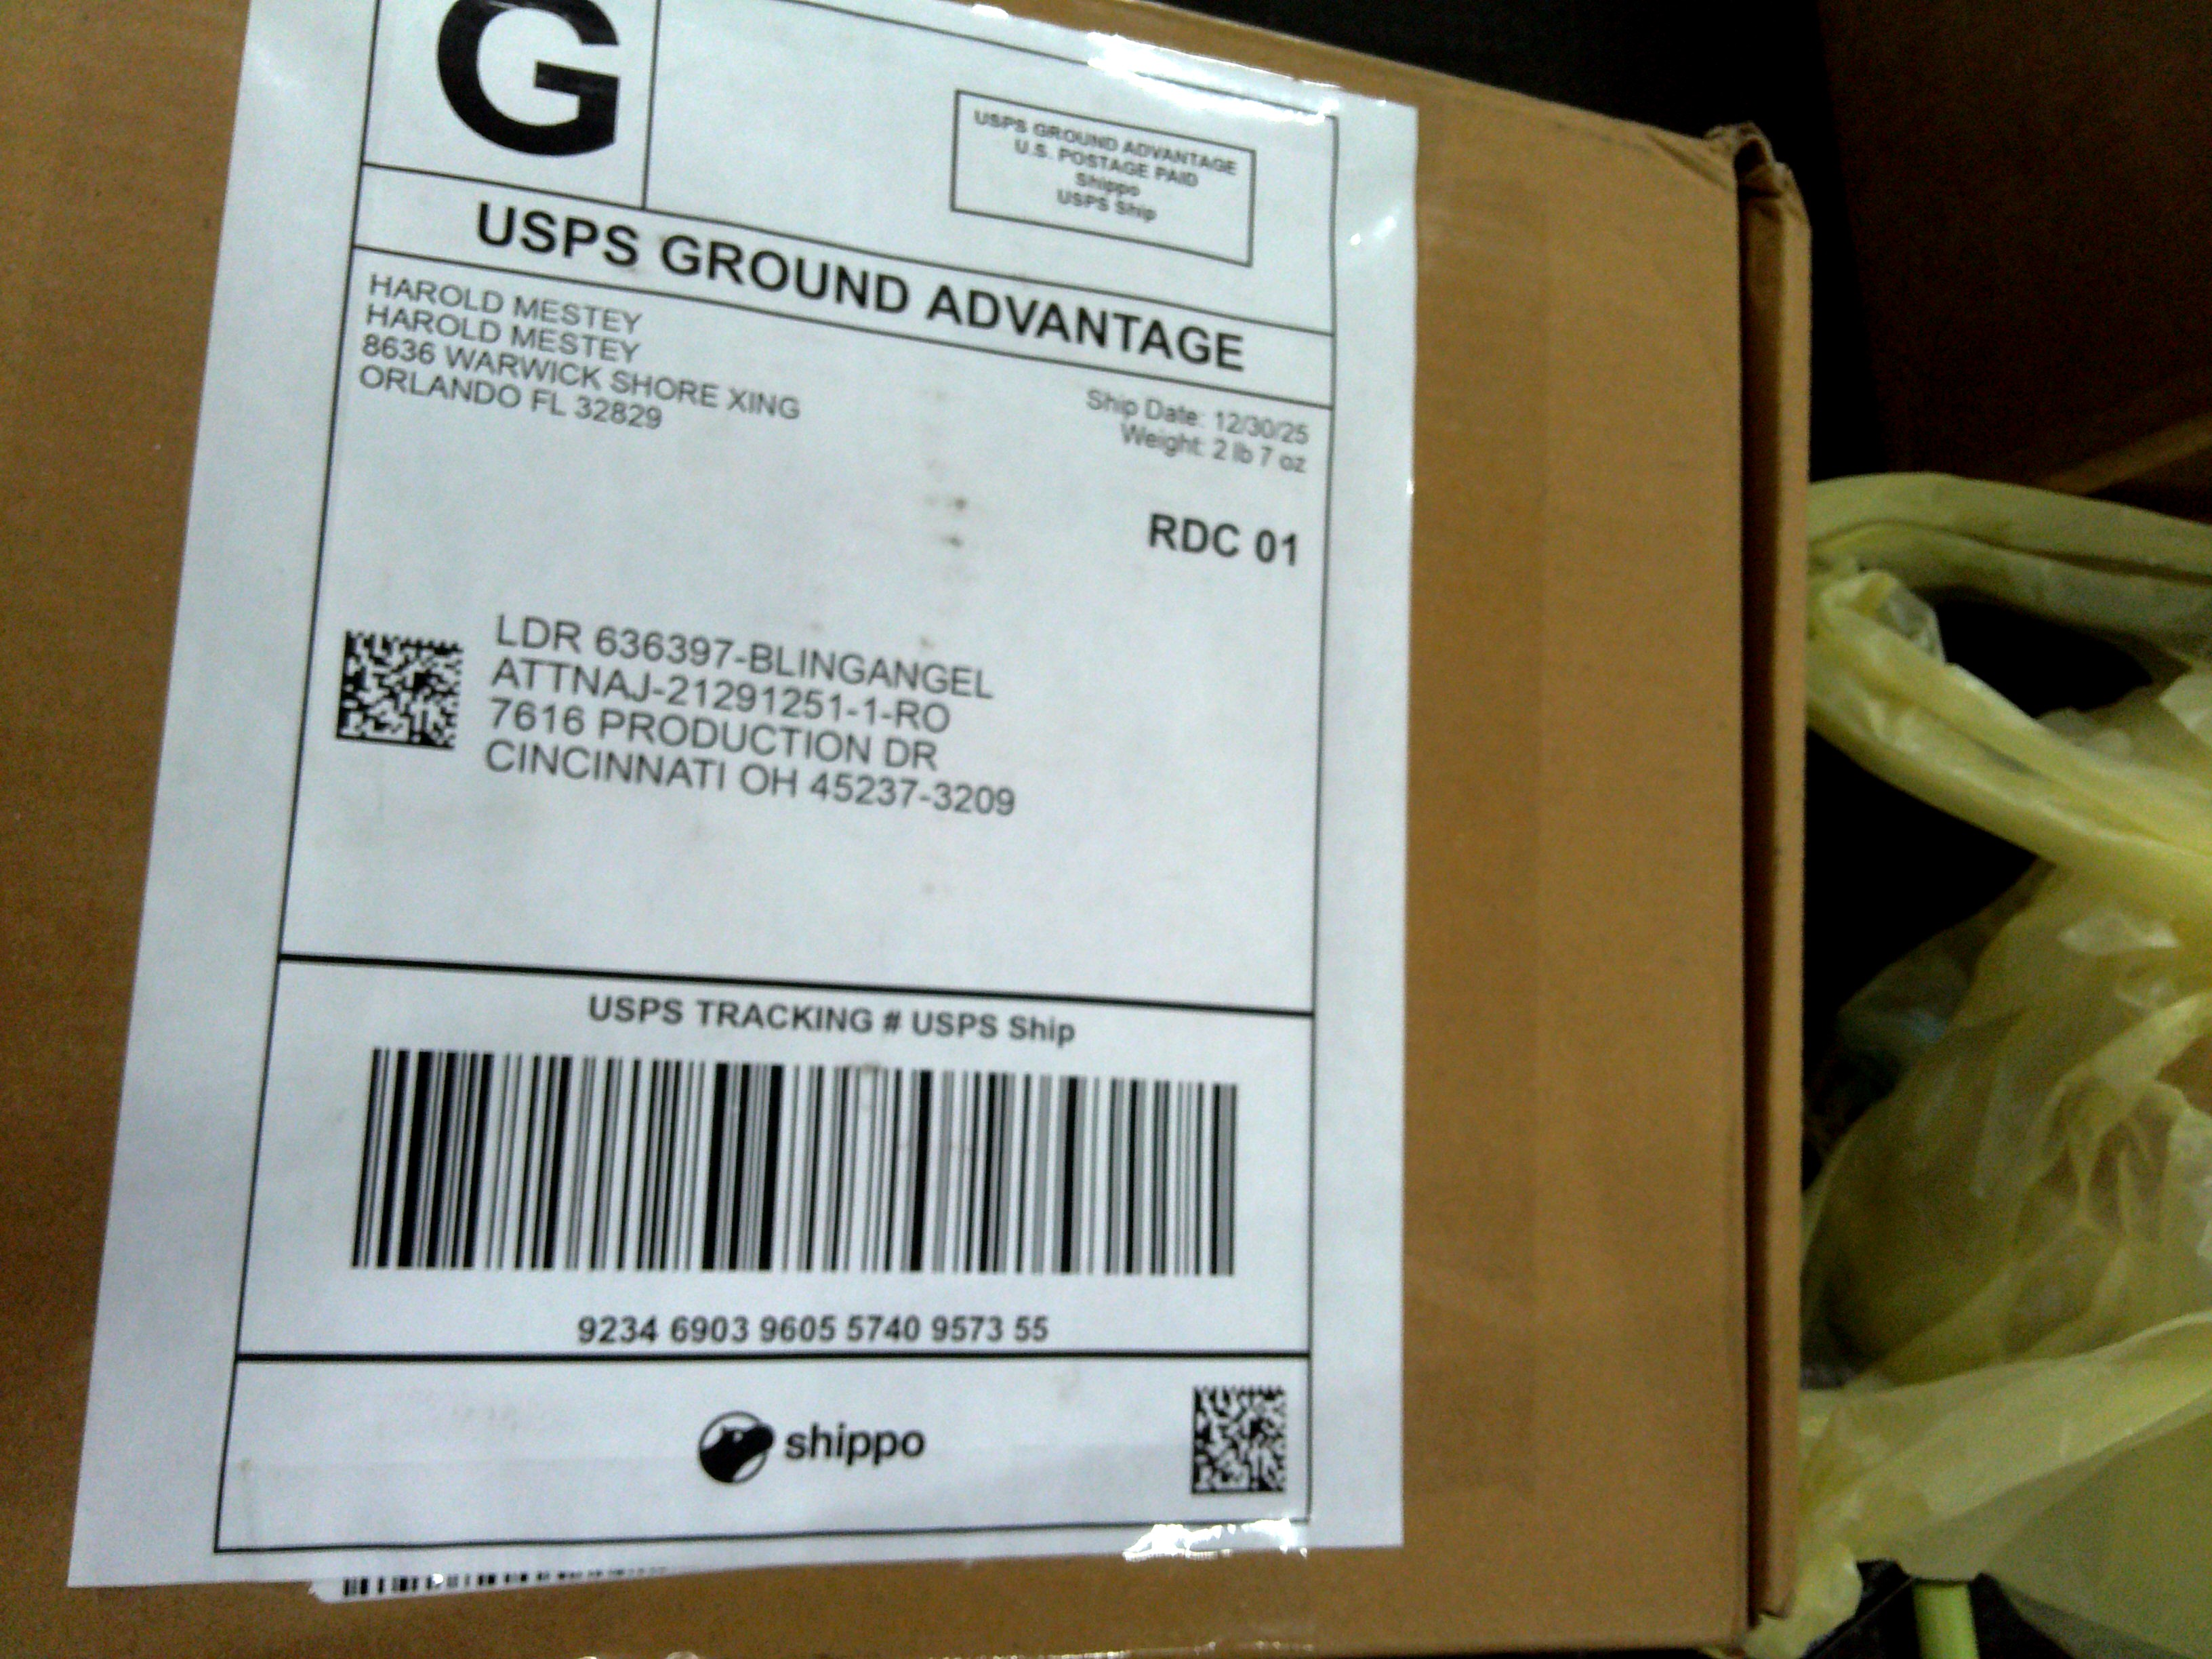 G
USPS GROUND ADVANTAGE
U.S. POSTAGE PAID
Shippo
USPS Ship
USPS GROUND ADVANTAGE
HAROLD MESTEY
HAROLD MESTEY
8636 WARWICK SHORE XING
ORLANDO FL 32829
Ship Date: 12/30/25
Weight: 2 lb 7 oz
RDC 01
LDR 636397-BLINGANGEL
ATTNAJ-21291251-1-RO
7616 PRODUCTION DR
CINCINNATI OH 45237-3209
USPS TRACKING # USPS Ship
9234 6903 9605 5740 9573 55
shippo